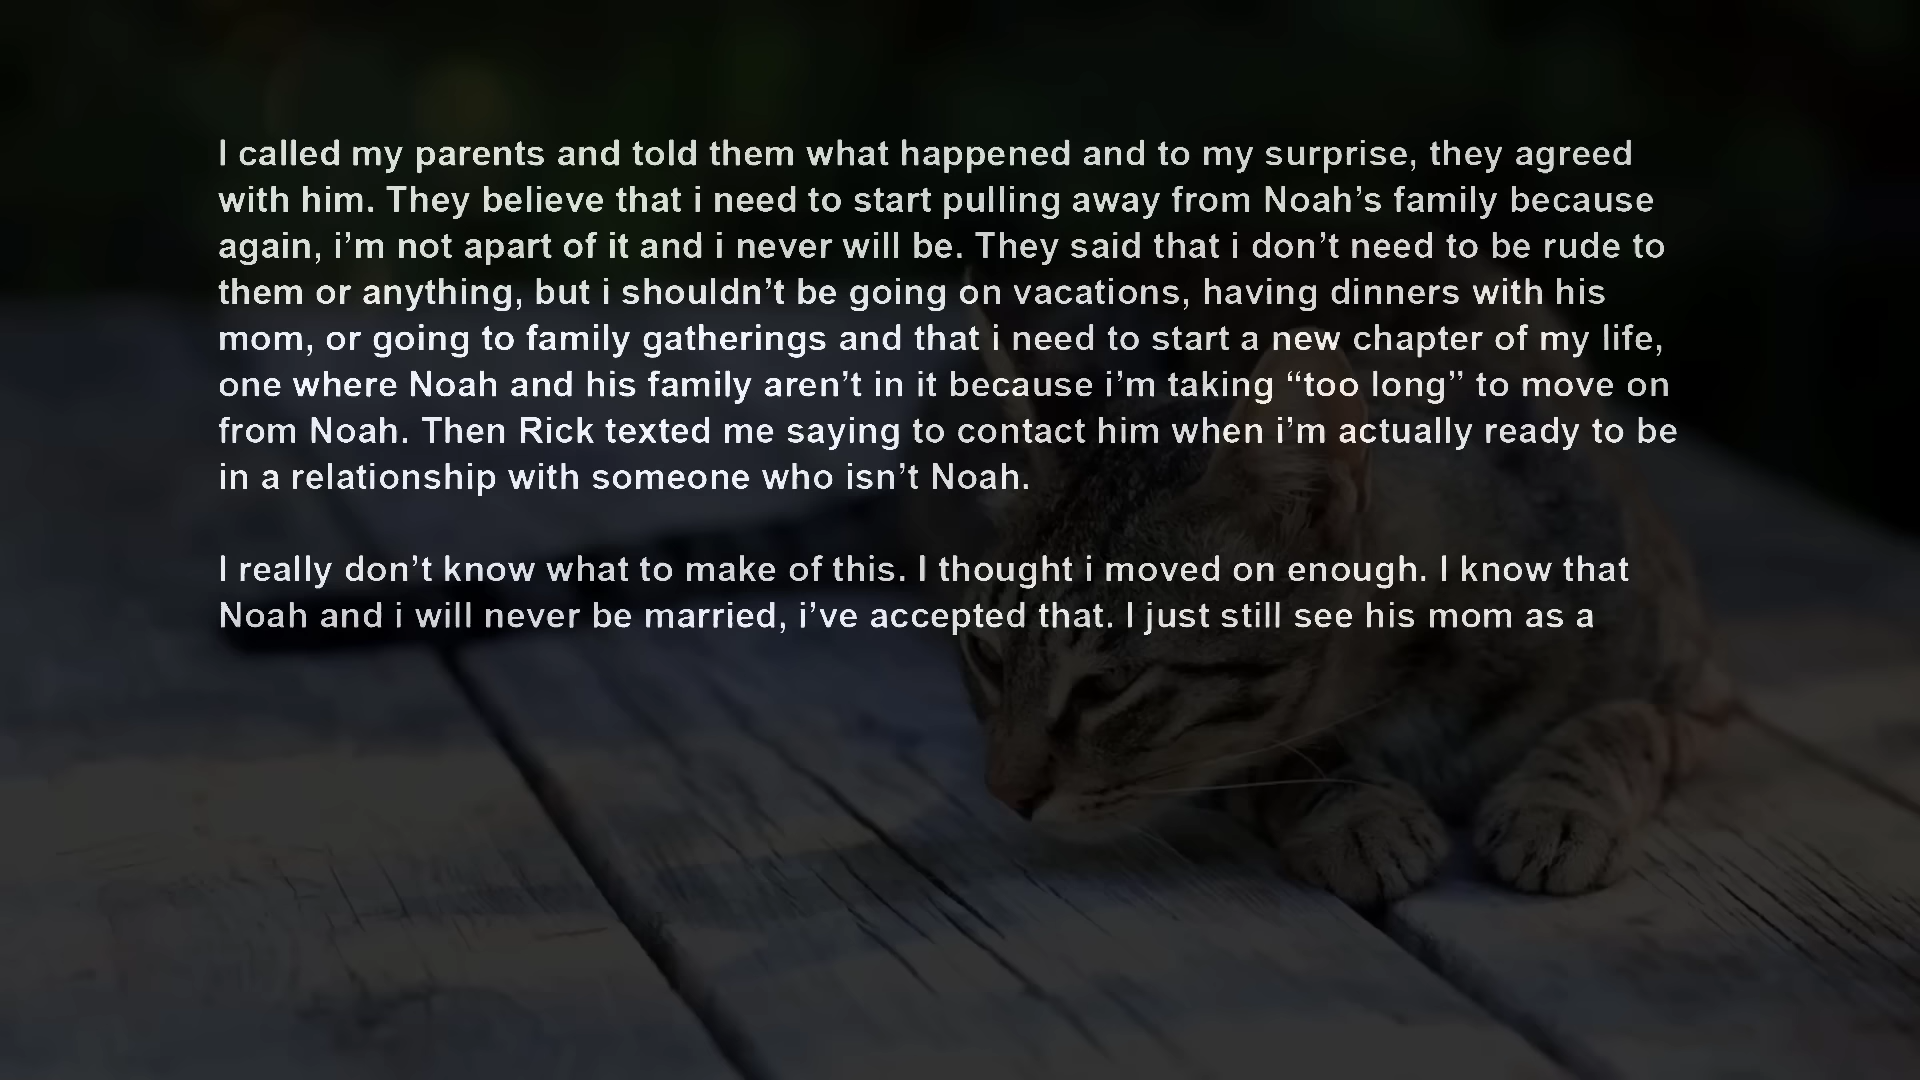 I called my parents and told them what happened and to my surprise, they agreed
with him. They believe that i need to start pulling away from Noah’s family because
again, i’m not apart of it and i never will be. They said that i don’t need to be rude to
them or anything, but i shouldn’t be going on vacations, having dinners with his
mom, or going to family gatherings and that i need to start a new chapter of my life,
one where Noah and his family aren’t in it because i’m taking “too long” to move on
from Noah. Then Rick texted me saying to contact him when i’m actually ready to be
in a relationship with someone who isn’t Noah.
I really don’t know what to make of this. I thought i moved on enough. I know that
Noah and i will never be married, i’ve accepted that. I just still see his mom as a